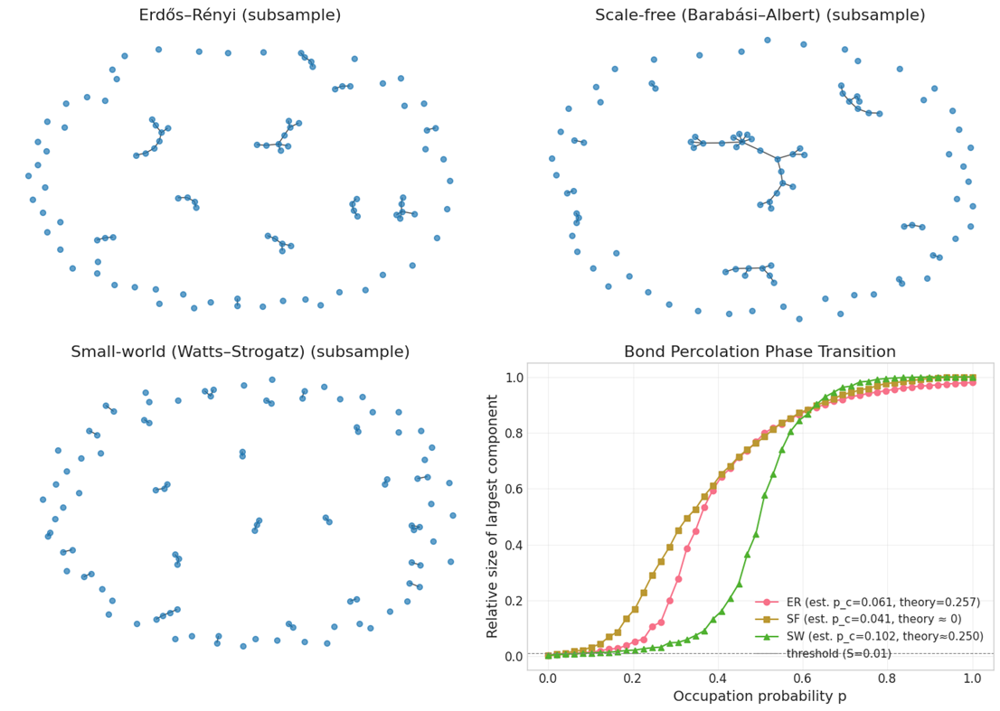 Erdős–Rényi (subsample)
Scale-free (Barabási–Albert) (subsample)
Small-world (Watts–Strogatz) (subsample)
Bond Percolation Phase Transition
Relative size of largest component
1.0
0.8
0.6
0.4
0.2
0.0
ER (est. p_c=0.061, theory=0.257)
SF (est. p_c=0.041, theory ≈ 0)
SW (est. p_c=0.102, theory≈0.250)
threshold (S=0.01)
0.0 0.2 0.4 0.6 0.8 1.0
Occupation probability p